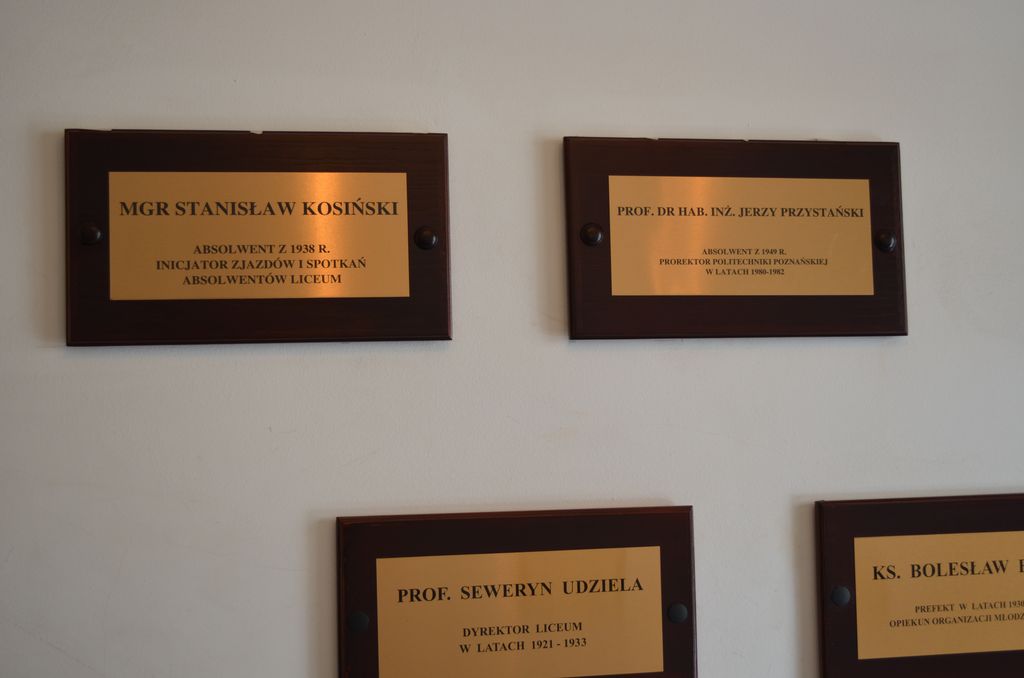 MGR STANISŁAW KOSIŃSKI
ABSOLWENT Z 1938 R.
INICJATOR ZJAZDÓW I SPOTKAŃ
ABSOLWENTÓW LICEUM
PROF. DR HAB. INŻ. JERZY PRZYSTAŃSKI
ABSOLWENT Z 1949 R.
PROREKTOR POLITECHNIKI POZNAŃSKIEJ
W LATACH 1980-1982
PROF. SEWERYN UDZIELA
DYREKTOR LICEUM
W LATACH 1921 - 1933
KS. BOLESŁAW
PREFEKT W LATACH 1930
OPIEKUN ORGANIZACJI